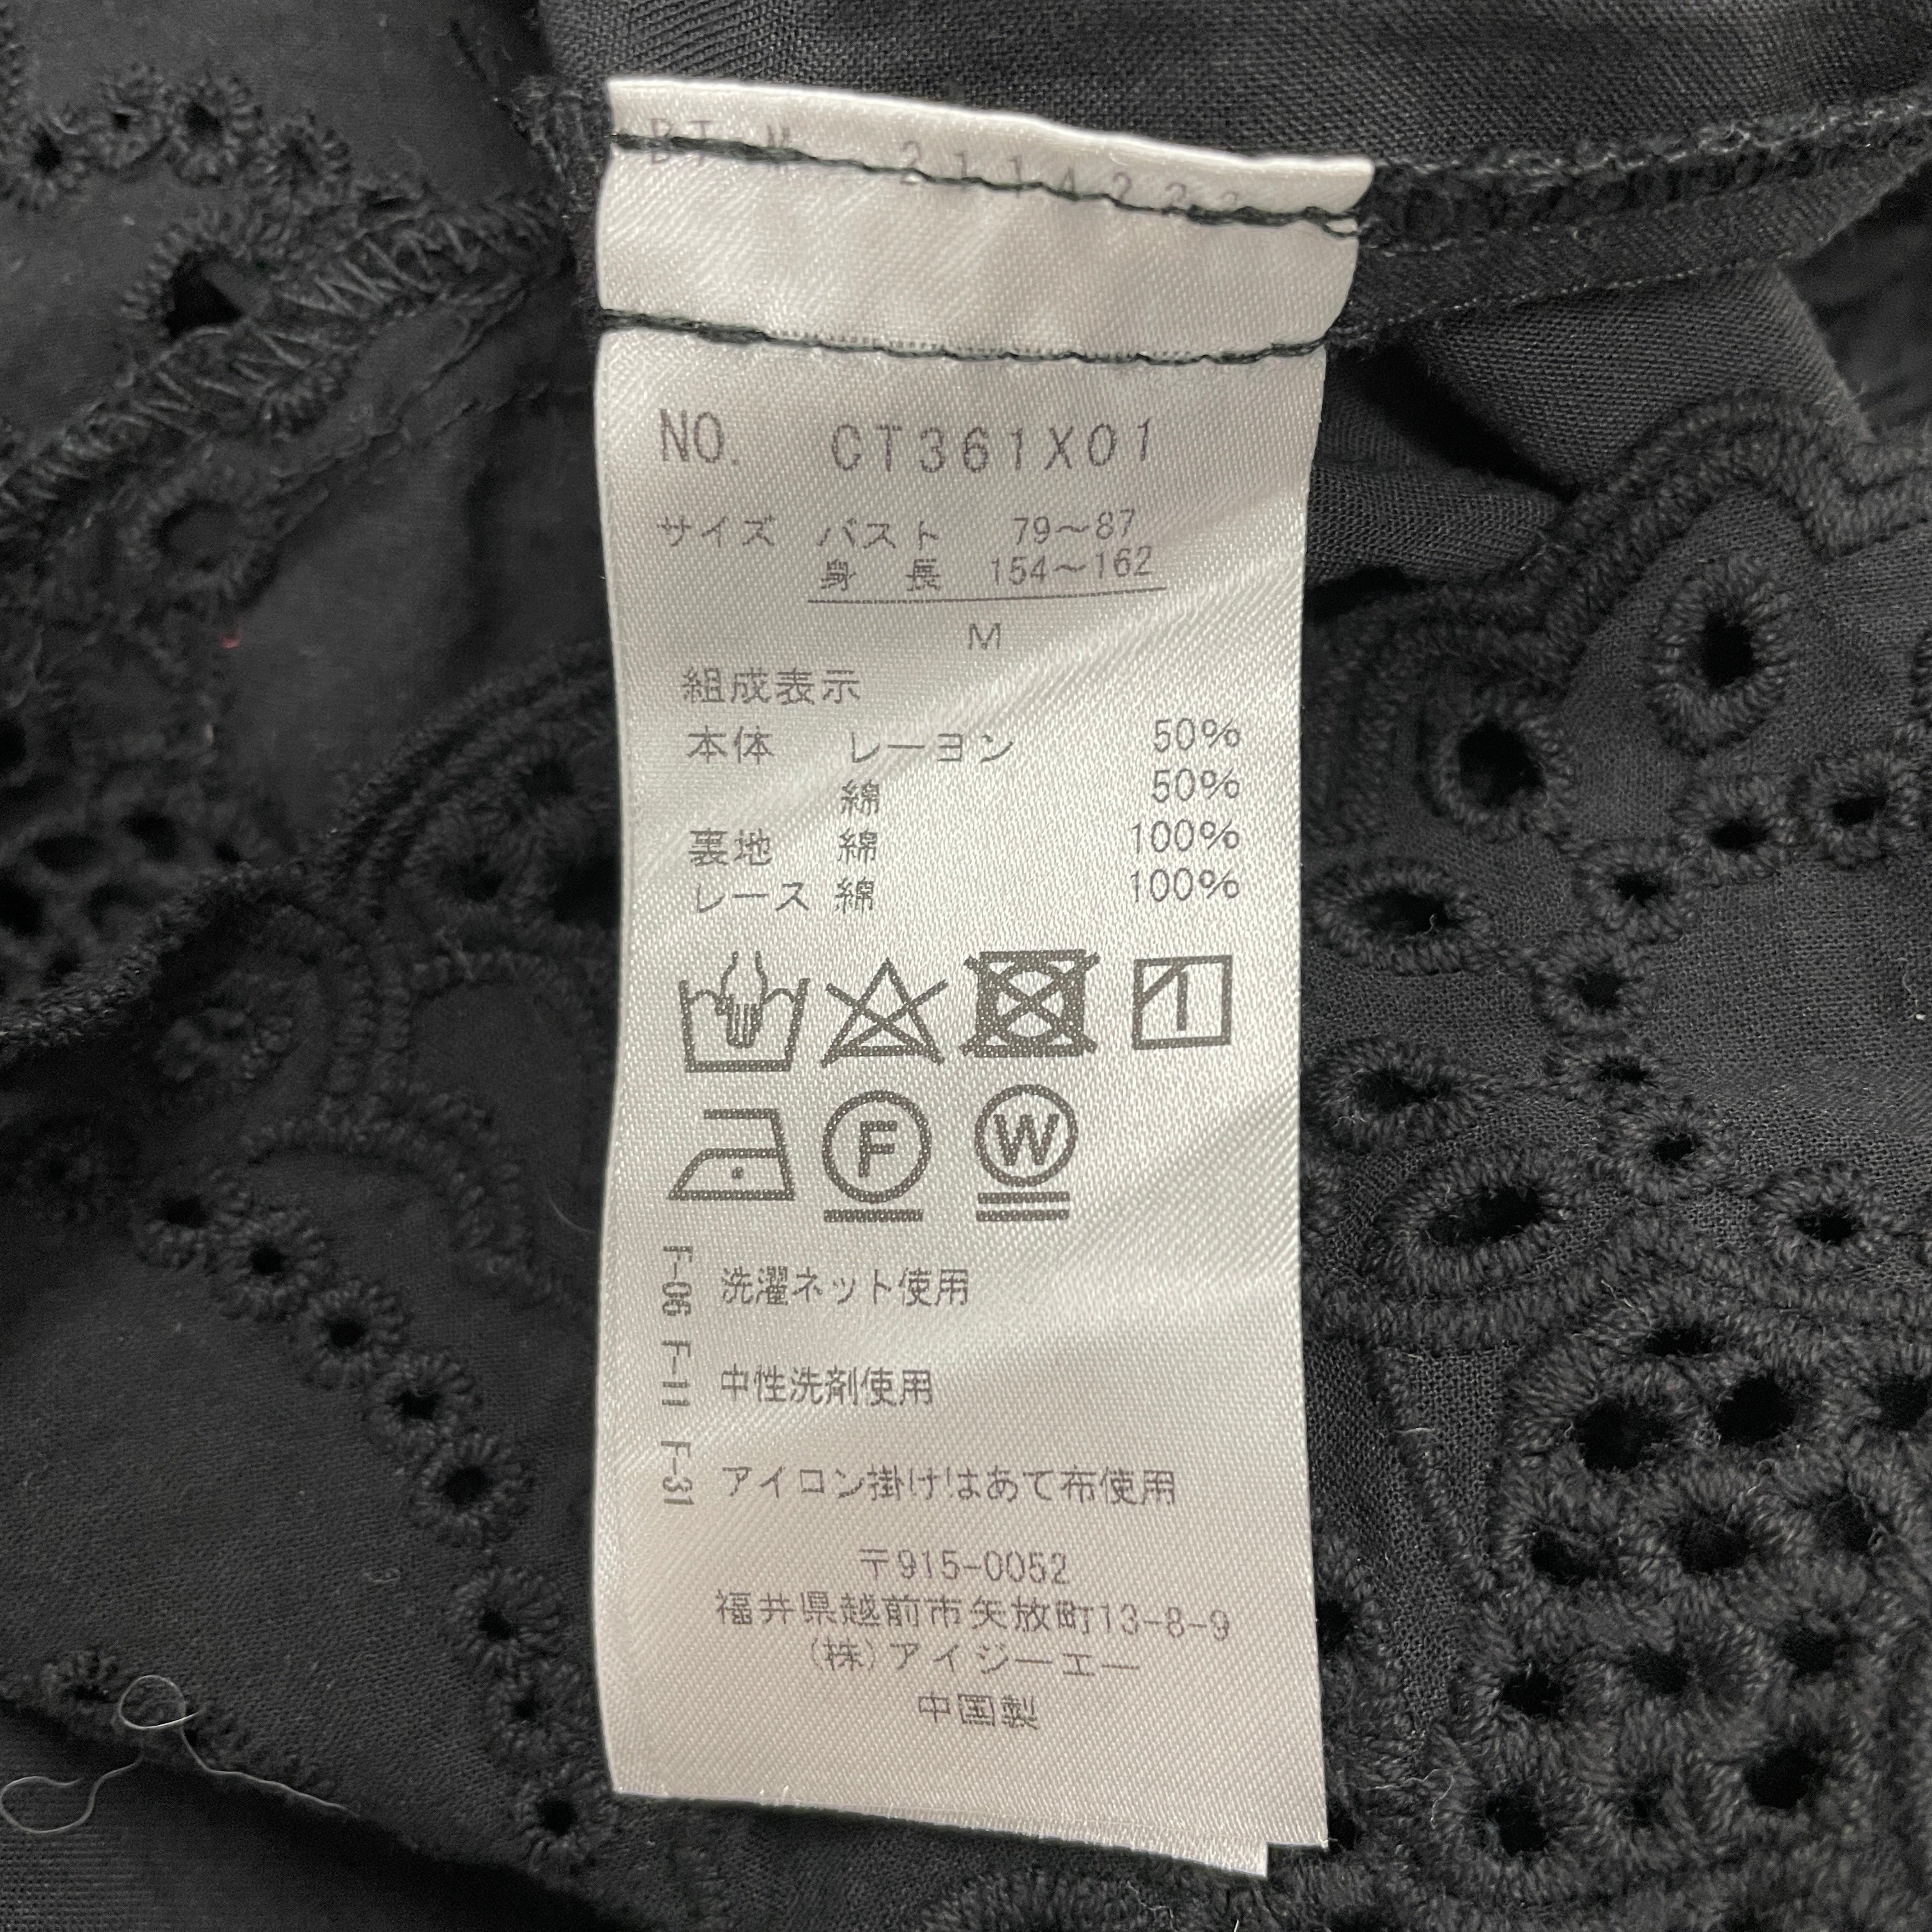 NO. CT361X01
サイズ バスト 79～87
身 長 154～162
M
組成表示
本体 レーヨン 50%
綿 50%
裏地 綿 100%
レース 綿 100%
F
W
F-06 洗濯ネット使用
F-11 中性洗剤使用
F-31 アイロン掛けはあて布使用
〒915-0052
福井県越前市矢放町13-8-9
(株)アイジーエー
中国製